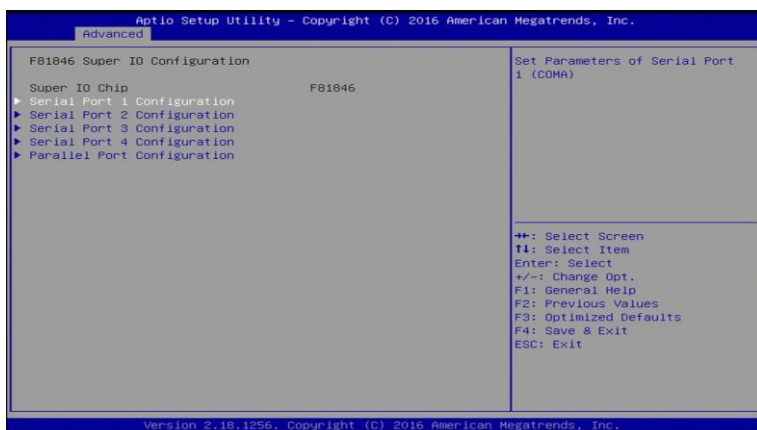 Aptio Setup Utility – Copyright (C) 2016 American Megatrends, Inc.
Advanced
F81846 Super IO Configuration
Super IO Chip F81846
▶ Serial Port 1 Configuration
▶ Serial Port 2 Configuration
▶ Serial Port 3 Configuration
▶ Serial Port 4 Configuration
▶ Parallel Port Configuration
Set Parameters of Serial Port
1 (COMA)
→←: Select Screen
↑↓: Select Item
Enter: Select
+/-: Change Opt.
F1: General Help
F2: Previous Values
F3: Optimized Defaults
F4: Save & Exit
ESC: Exit
Version 2.18.1256. Copyright (C) 2016 American Megatrends, Inc.